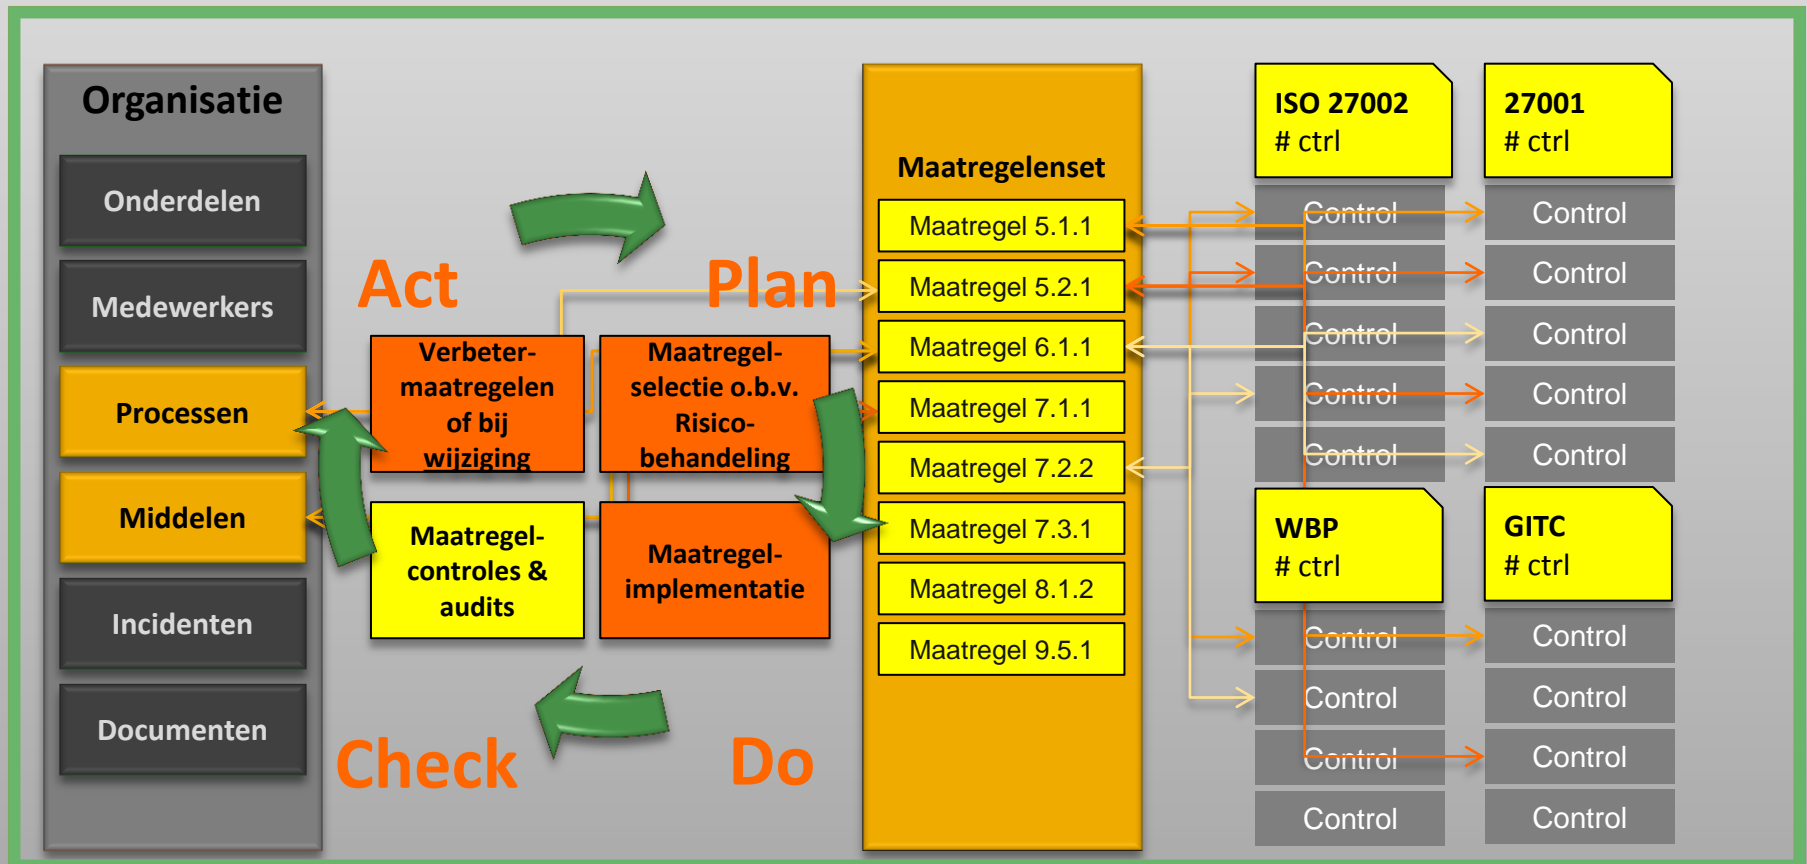 Organisatie
Onderdelen
Medewerkers
Processen
Middelen
Incidenten
Documenten
Act
Plan
Verbeter-
maatregelen
of bij
wijziging
Maatregel-
selectie o.b.v.
Risico-
behandeling
Maatregel-
controles &
audits
Maatregel-
implementatie
Check
Do
Maatregelenset
Maatregel 5.1.1
Maatregel 5.2.1
Maatregel 6.1.1
Maatregel 7.1.1
Maatregel 7.2.2
Maatregel 7.3.1
Maatregel 8.1.2
Maatregel 9.5.1
ISO 27002
# ctrl
Control
Control
Control
Control
Control
27001
# ctrl
Control
Control
Control
Control
Control
WBP
# ctrl
Control
Control
Control
Control
GITC
# ctrl
Control
Control
Control
Control